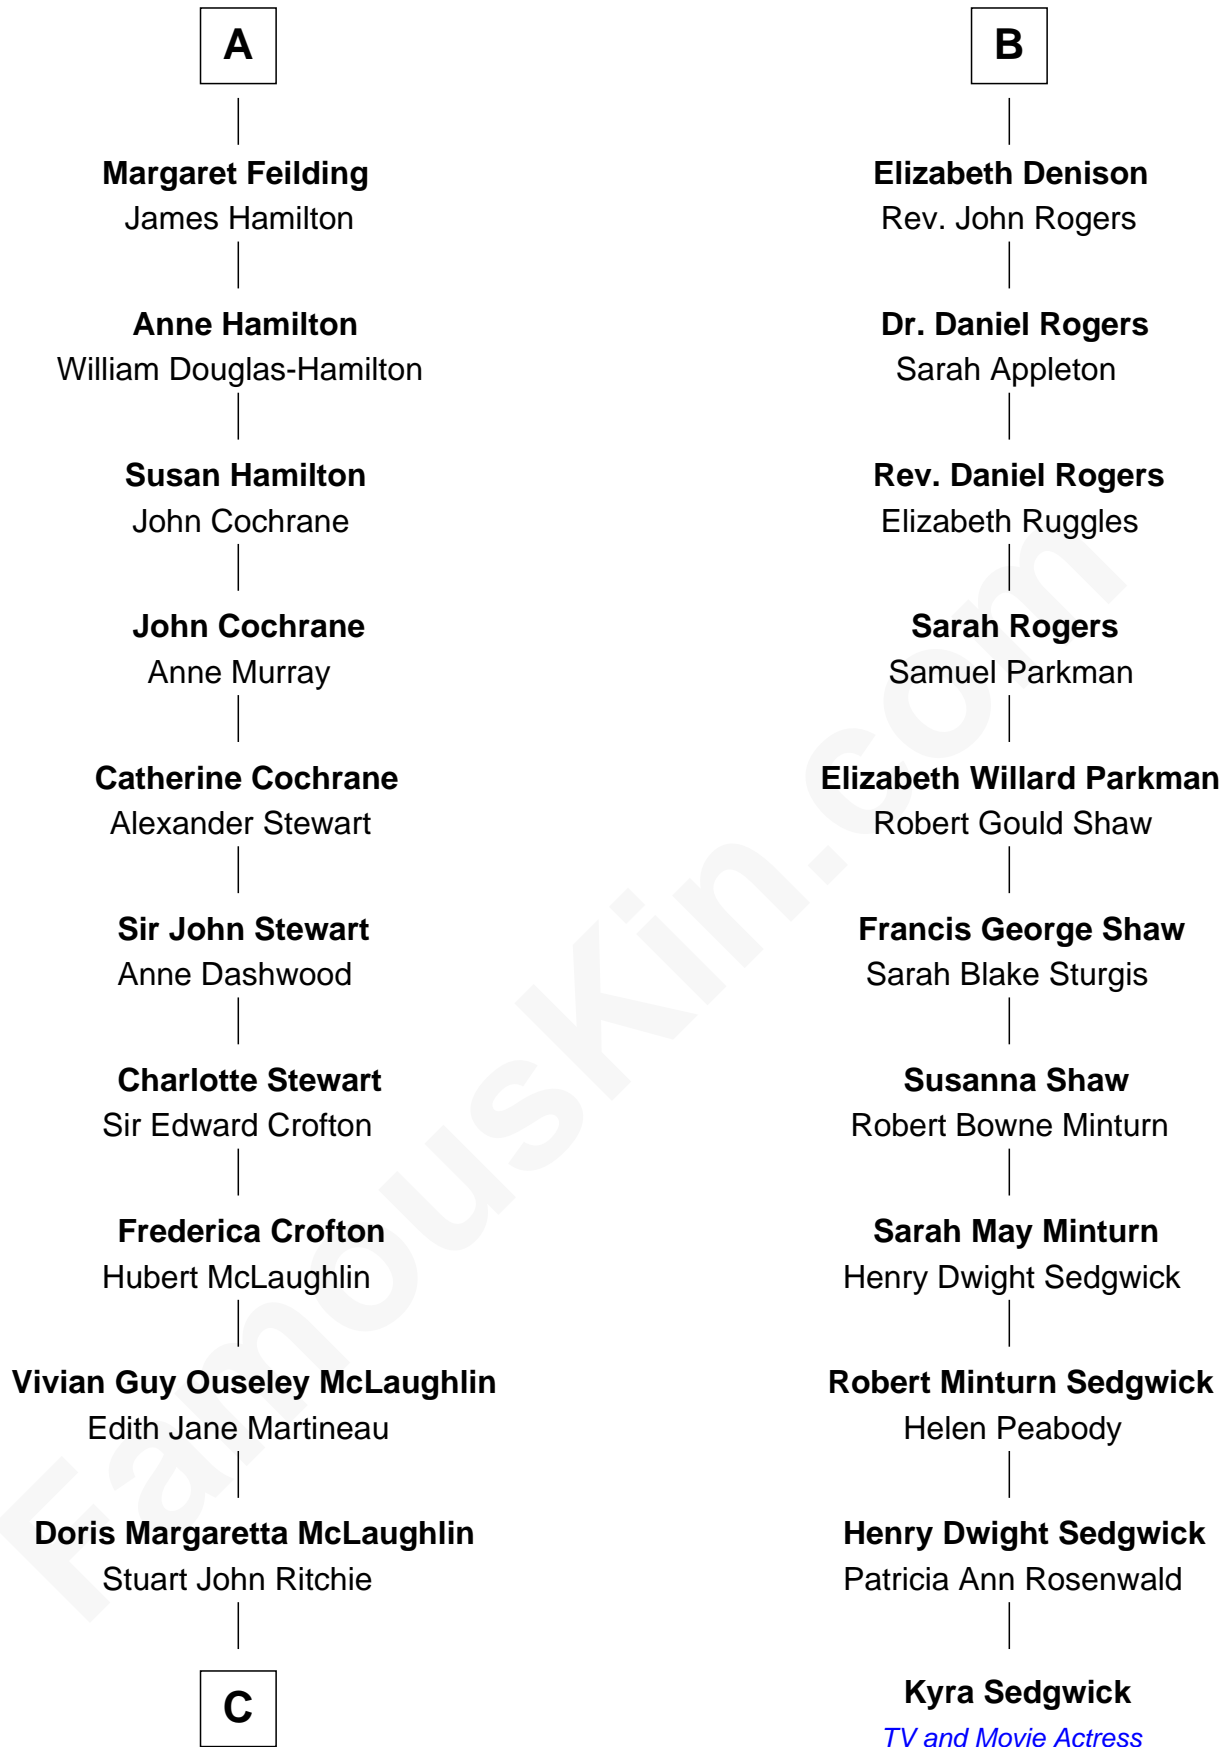 A
Margaret Feilding
James Hamilton
Anne Hamilton
William Douglas-Hamilton
Susan Hamilton
John Cochrane
John Cochrane
Anne Murray
Catherine Cochrane
Alexander Stewart
Sir John Stewart
Anne Dashwood
Charlotte Stewart
Sir Edward Crofton
Frederica Crofton
Hubert McLaughlin
Vivian Guy Ouseley McLaughlin
Edith Jane Martineau
Doris Margaretta McLaughlin
Stuart John Ritchie
C
B
Elizabeth Denison
Rev. John Rogers
Dr. Daniel Rogers
Sarah Appleton
Rev. Daniel Rogers
Elizabeth Ruggles
Sarah Rogers
Samuel Parkman
Elizabeth Willard Parkman
Robert Gould Shaw
Francis George Shaw
Sarah Blake Sturgis
Susanna Shaw
Robert Bowne Minturn
Sarah May Minturn
Henry Dwight Sedgwick
Robert Minturn Sedgwick
Helen Peabody
Henry Dwight Sedgwick
Patricia Ann Rosenwald
Kyra Sedgwick
TV and Movie Actress
FamousKin.com